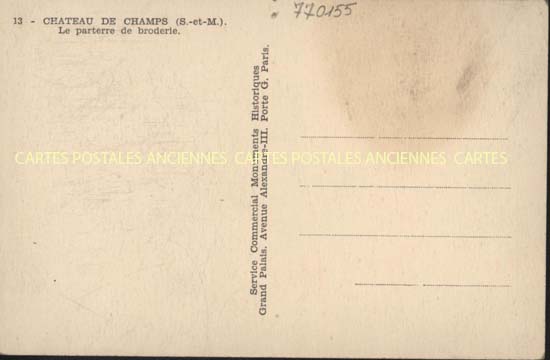 13 - CHATEAU DE CHAMPS (S.-et-M.).
Le parterre de broderie.
770155
Service Commercial Monuments Historiques
Grand Palais. Avenue Alexandre-III. Porte G. Paris.
CARTES POSTALES ANCIENNES CARTES POSTALES ANCIENNES CARTES